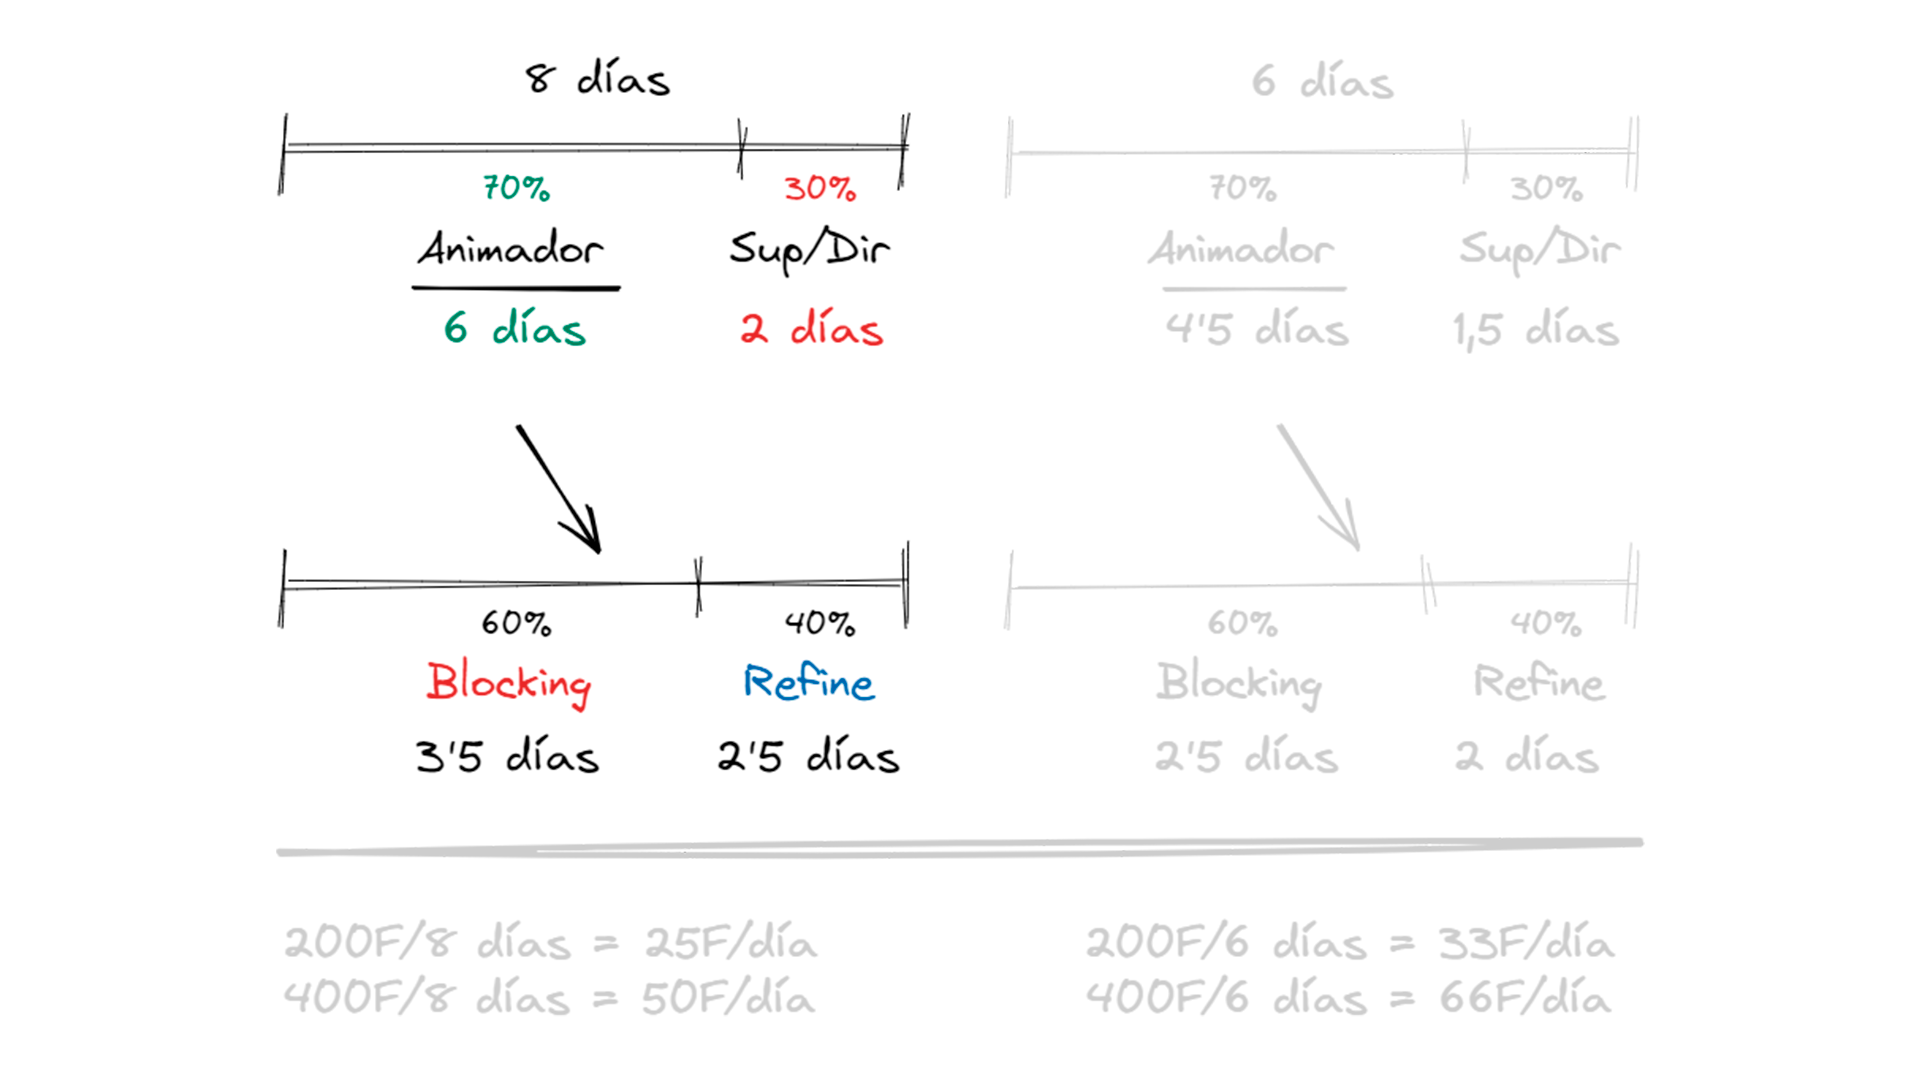 8 días
70%
30%
Animador
Sup/Dir
6 días
2 días
60%
40%
Blocking
Refine
3'5 días
2'5 días
6 días
70%
30%
Animador
Sup/Dir
4'5 días
1,5 días
60%
40%
Blocking
Refine
2'5 días
2 días
200F/8 días = 25F/día
400F/8 días = 50F/día
200F/6 días = 33F/día
400F/6 días = 66F/día